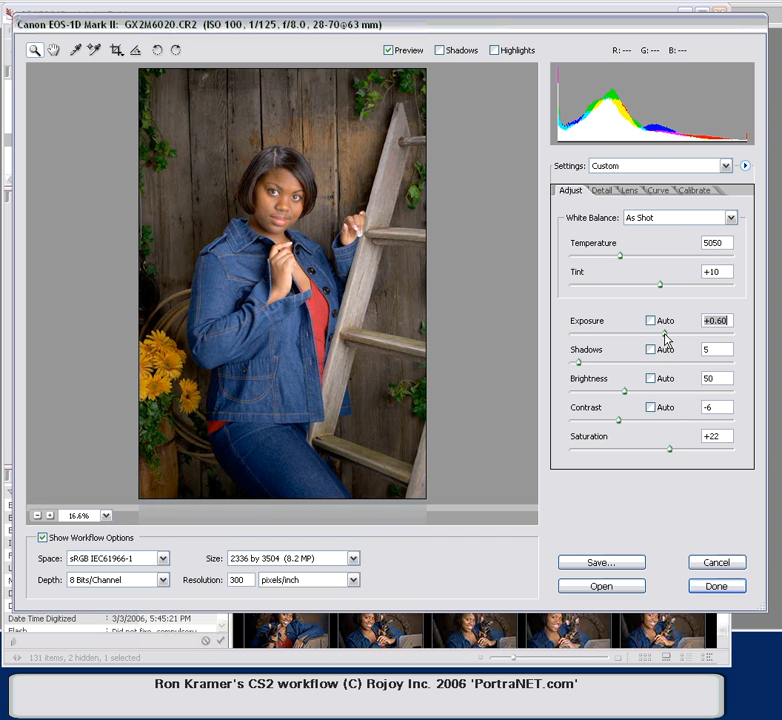 Canon EOS-1D Mark II: GX2M6020.CR2 (ISO 100, 1/125, f/8.0, 28-70@63 mm)
Preview Shadows Highlights R: --- G: --- B: ---
Settings: Custom
Adjust Detail Lens Curve Calibrate
White Balance: As Shot
Temperature 5050
Tint +10
Exposure Auto +0.60
Shadows Auto 5
Brightness Auto 50
Contrast Auto -6
Saturation +22
16.6%
Show Workflow Options
Space: sRGB IEC61966-1 Size: 2336 by 3504 (8.2 MP)
Depth: 8 Bits/Channel Resolution: 300 pixels/inch
Save... Cancel
Open Done
Date Time Digitized : 3/3/2006, 5:45:21 PM
Flash : Did not fire, compulsory
131 items, 2 hidden, 1 selected
Ron Kramer's CS2 workflow (C) Rojoy Inc. 2006 'PortraNET.com'